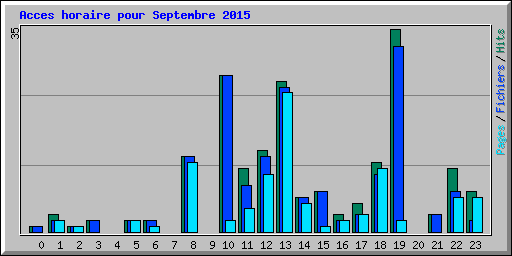 Acces horaire pour Septembre 2015
35
Pages/Fichiers/Hits
0 1 2 3 4 5 6 7 8 9 10 11 12 13 14 15 16 17 18 19 20 21 22 23